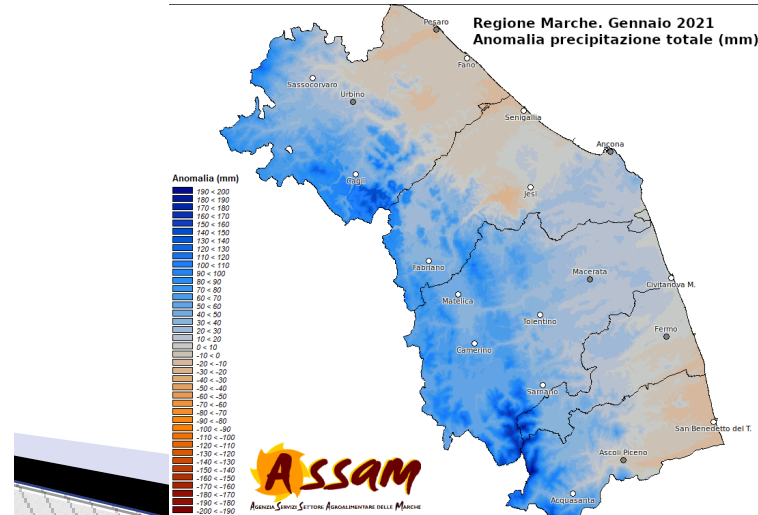 Regione Marche. Gennaio 2021
Anomalia precipitazione totale (mm)
Pesaro
Fano
Sassocorvaro
Urbino
Senigallia
Ancona
Cagli
Jesi
Fabriano
Macerata
Civitanova M.
Matelica
Tolentino
Fermo
Camerino
Sarnano
San Benedetto del T.
Ascoli Piceno
Acquasanta
Anomalia (mm)
190 < 200
180 < 190
170 < 180
160 < 170
150 < 160
140 < 150
130 < 140
120 < 130
110 < 120
100 < 110
90 < 100
80 < 90
70 < 80
60 < 70
50 < 60
40 < 50
30 < 40
20 < 30
10 < 20
0 < 10
-10 < 0
-20 < -10
-30 < -20
-40 < -30
-50 < -40
-60 < -50
-70 < -60
-80 < -70
-90 < -80
-100 < -90
-110 < -100
-120 < -110
-130 < -120
-140 < -130
-150 < -140
-160 < -150
-170 < -160
-180 < -170
-190 < -180
-200 < -190
ASSAM
AGENZIA SERVIZI SETTORE AGROALIMENTARE DELLE MARCHE